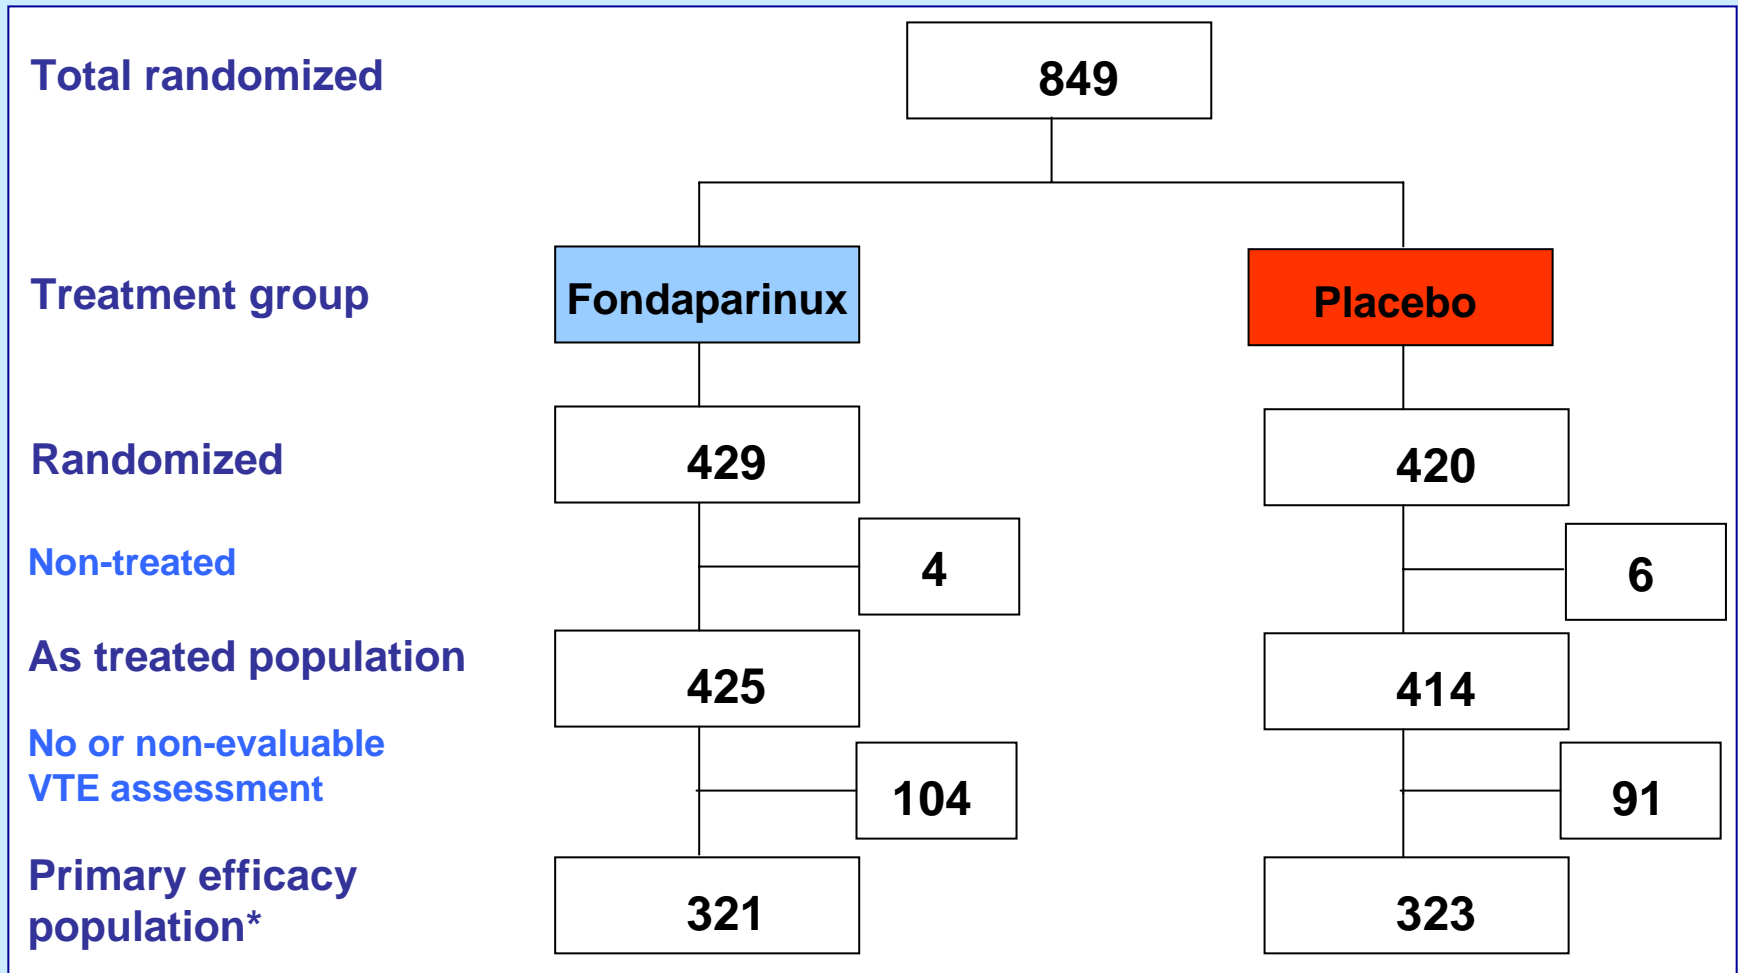 Total randomized
849
Treatment group
Fondaparinux
Placebo
Randomized
429
420
Non-treated
4
6
As treated population
425
414
No or non-evaluable
VTE assessment
104
91
Primary efficacy
population*
321
323